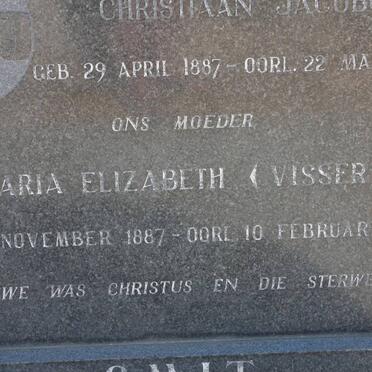 CHRISTIAAN JACOB
GEB. 29 APRIL 1887 - OORL. 22 MA
ONS MOEDER
ARIA ELIZABETH (VISSER
NOVEMBER 1887 - OORL. 10 FEBRUAR
WE WAS CHRISTUS EN DIE STERWE
SMIT